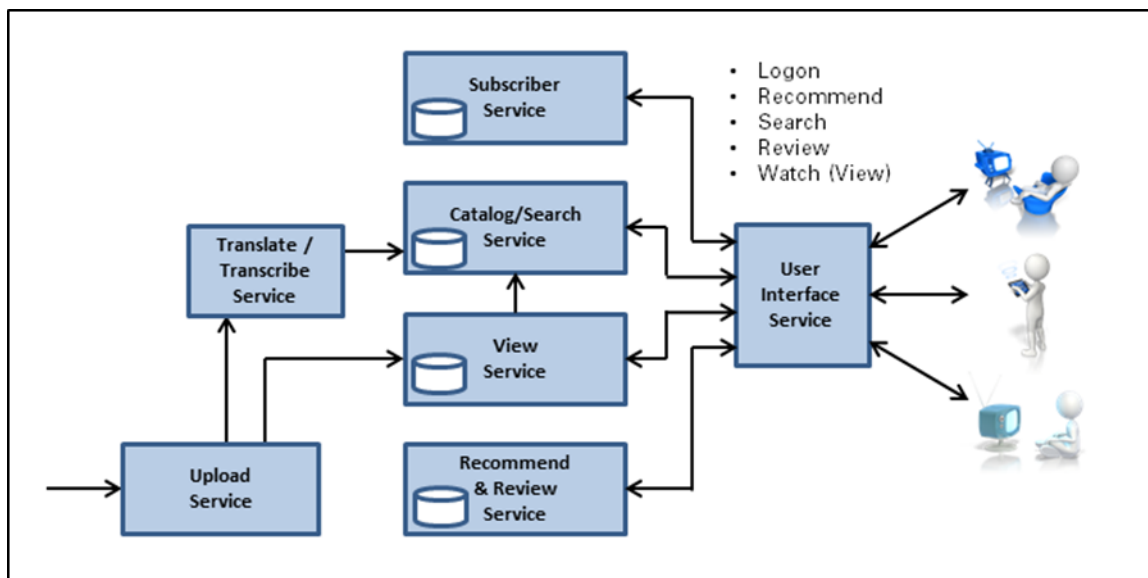 Subscriber
Service
• Logon
• Recommend
• Search
• Review
• Watch (View)
Catalog/Search
Service
Translate /
Transcribe
Service
User
Interface
Service
View
Service
Upload
Service
Recommend
& Review
Service